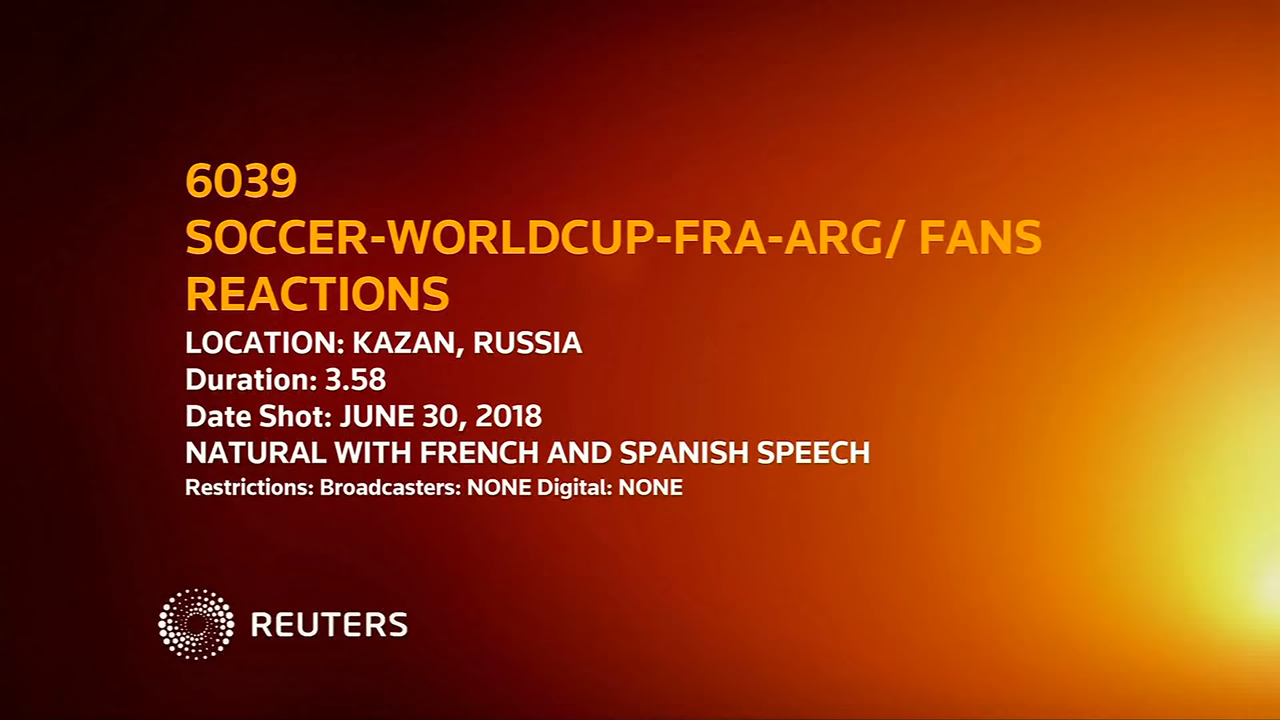 6039
SOCCER-WORLDCUP-FRA-ARG/ FANS
REACTIONS
LOCATION: KAZAN, RUSSIA
Duration: 3.58
Date Shot: JUNE 30, 2018
NATURAL WITH FRENCH AND SPANISH SPEECH
Restrictions: Broadcasters: NONE Digital: NONE
REUTERS